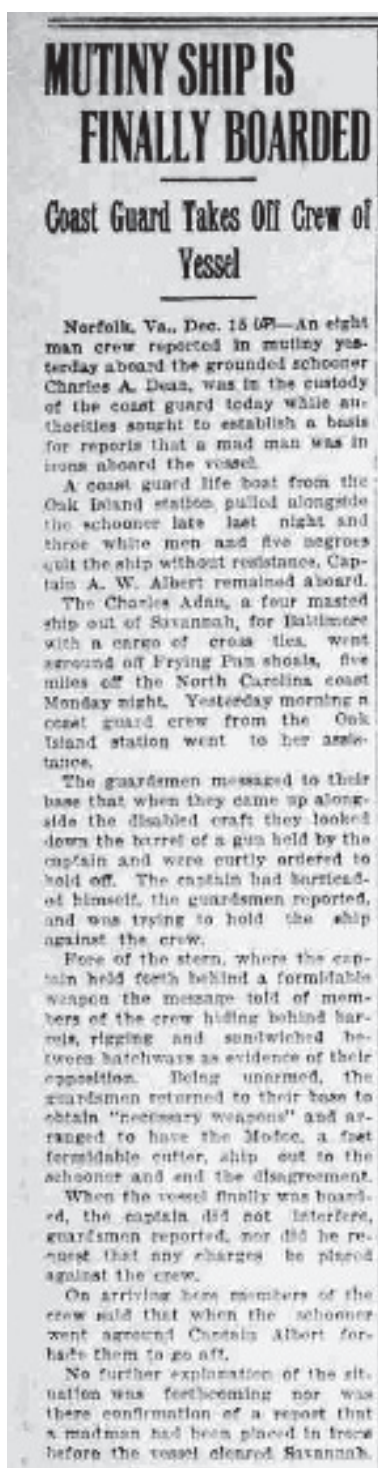 MUTINY SHIP IS
FINALLY BOARDED
Coast Guard Takes Off Crew of
Vessel
Norfolk, Va., Dec. 15 (AP)—An eight
man crew reported in mutiny yes-
terday aboard the grounded schooner
Charles A. Dean, was in the custody
of the coast guard today while au-
thorities sought to establish a basis
for reports that a mad man was in
irons aboard the vessel.
A coast guard life boat from the
Oak Island station pulled alongside
the schooner late last night and
three white men and five negroes
quit the ship without resistance. Cap-
tain A. W. Albert remained aboard.
The Charles Adan, a four masted
ship out of Savannah, for Baltimore
with a cargo of cross ties, went
aground off Frying Pan shoals, five
miles off the North Carolina coast
Monday night. Yesterday morning a
coast guard crew from the Oak
Island station went to her assis-
tance.
The guardsmen messaged to their
base that when they came up along-
side the disabled craft they looked
down the barrel of a gun held by the
captain and were curtly ordered to
hold off. The captain had barricad-
ed himself, the guardsmen reported,
and was trying to hold the ship
against the crew.
Fore of the stern, where the cap-
tain held forth behind a formidable
weapon the message told of mem-
bers of the crew hiding behind bar-
rels, rigging and sandwiched be-
tween hatchways as evidence of their
opposition. Being unarmed, the
guardsmen returned to their base to
obtain "necessary weapons" and ar-
ranged to have the Modoc, a fast
formidable cutter, ship out to the
schooner and end the disagreement.
When the vessel finally was board-
ed, the captain did not interfere,
guardsmen reported, nor did he re-
quest that any charges be placed
against the crew.
On arriving here members of the
crew said that when the schooner
went aground Captain Albert for-
bade them to go aft.
No further explanation of the sit-
uation was forthcoming nor was
there confirmation of a report that
a madman had been placed in irons
before the vessel cleared Savannah.